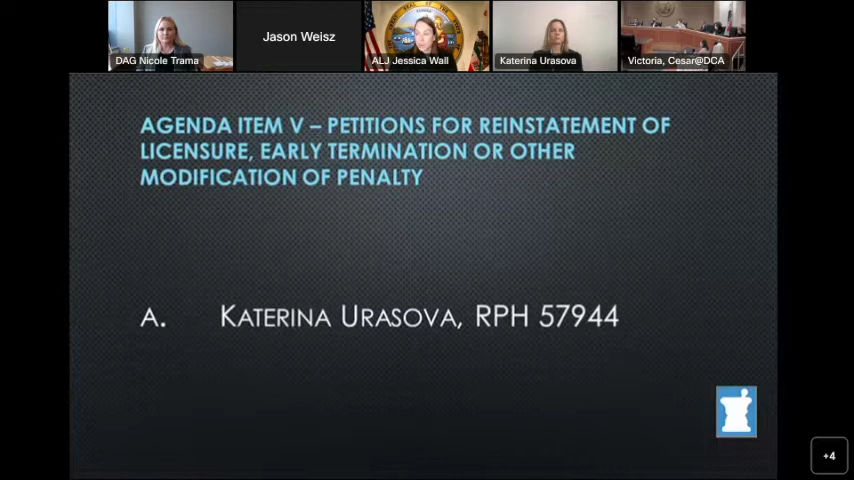 DAG Nicole Trama
Jason Weisz
ALJ Jessica Wall
Katerina Urasova
Victoria, Cesar@DCA
AGENDA ITEM V – PETITIONS FOR REINSTATEMENT OF
LICENSURE, EARLY TERMINATION OR OTHER
MODIFICATION OF PENALTY
A. KATERINA URASOVA, RPH 57944
+4